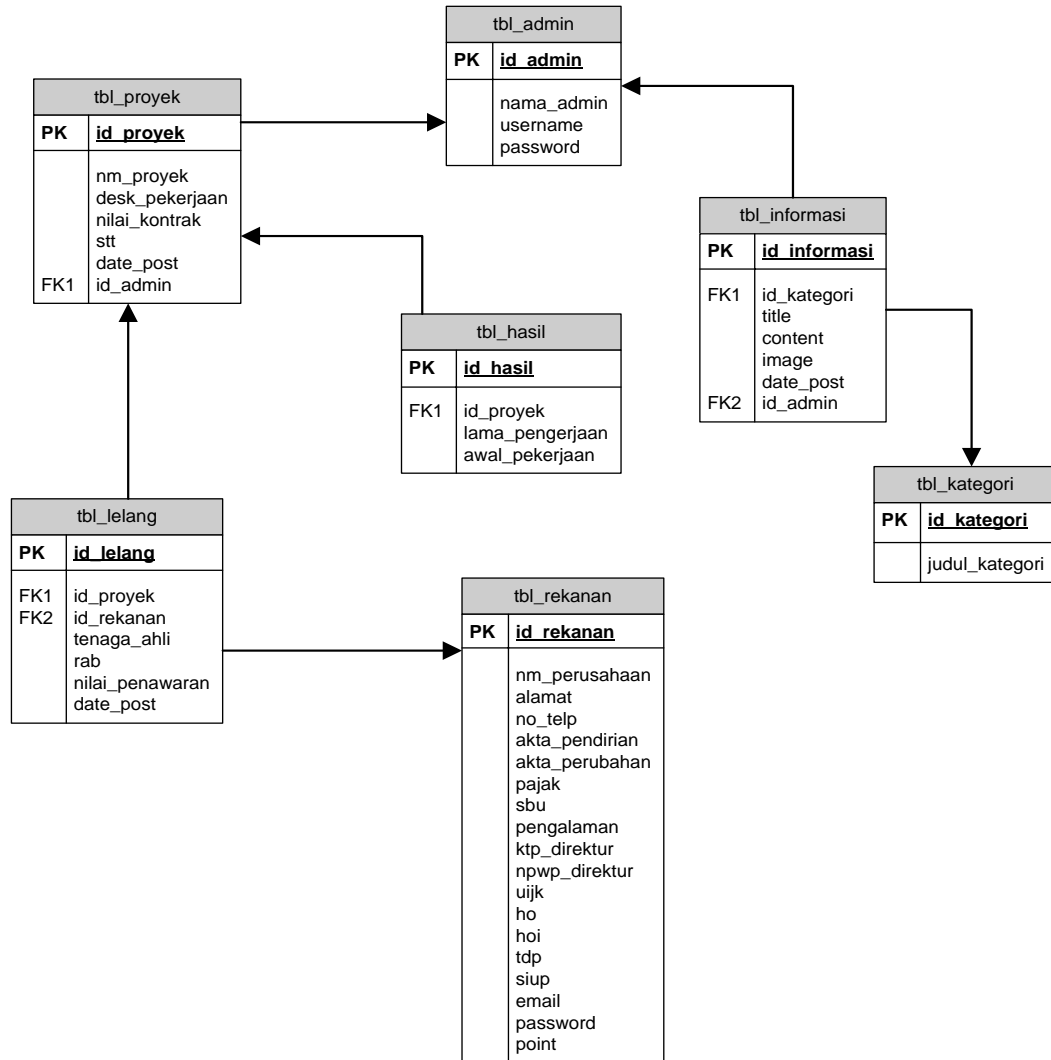 tbl_admin
PK id_admin
nama_admin
username
password
tbl_proyek
PK id_proyek
nm_proyek
desk_pekerjaan
nilai_kontrak
stt
date_post
FK1 id_admin
tbl_informasi
PK id_informasi
FK1 id_kategori
title
content
image
date_post
FK2 id_admin
tbl_hasil
PK id_hasil
FK1 id_proyek
lama_pengerjaan
awal_pekerjaan
tbl_kategori
PK id_kategori
judul_kategori
tbl_lelang
PK id_lelang
FK1 id_proyek
FK2 id_rekanan
tenaga_ahli
rab
nilai_penawaran
date_post
tbl_rekanan
PK id_rekanan
nm_perusahaan
alamat
no_telp
akta_pendirian
akta_perubahan
pajak
sbu
pengalaman
ktp_direktur
npwp_direktur
uijk
ho
hoi
tdp
siup
email
password
point